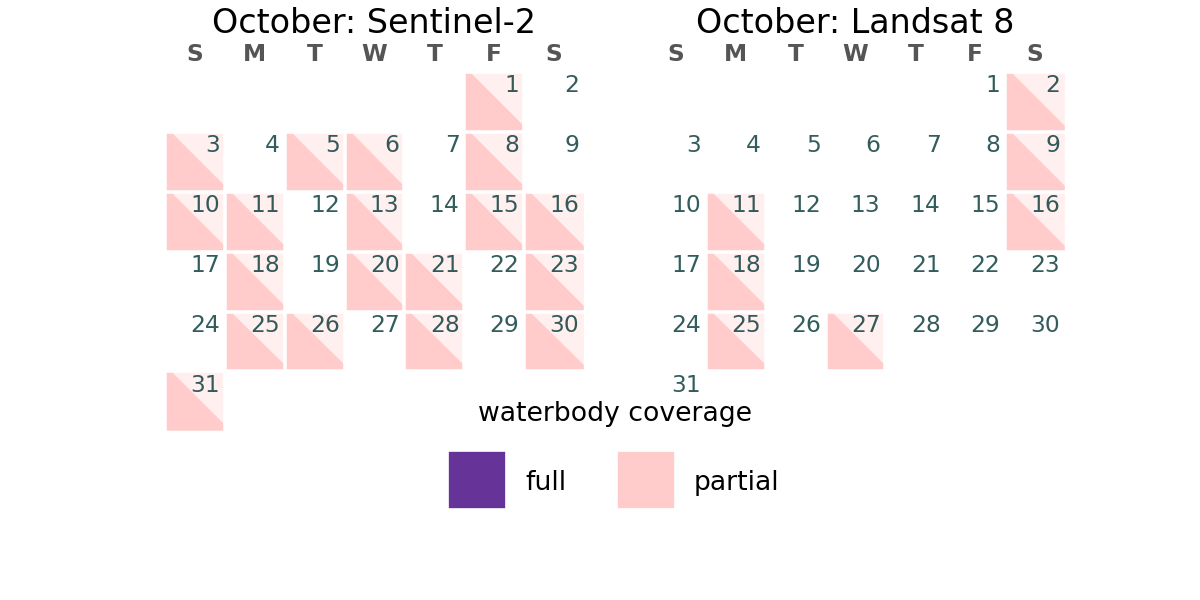 October: Sentinel-2
S M T W T F S
1 2
3 4 5 6 7 8 9
10 11 12 13 14 15 16
17 18 19 20 21 22 23
24 25 26 27 28 29 30
31
October: Landsat 8
S M T W T F S
1 2
3 4 5 6 7 8 9
10 11 12 13 14 15 16
17 18 19 20 21 22 23
24 25 26 27 28 29 30
31
waterbody coverage
full
partial